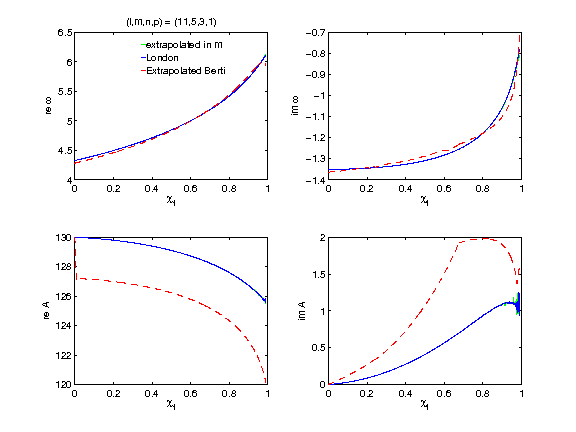 (l,m,n,p) = (11,5,3,1)
6.5
6
5.5
5
4.5
4
re ω
extrapolated in m
London
Extrapolated Berti
0 0.2 0.4 0.6 0.8 1
χf
−0.7
−0.8
−0.9
−1
−1.1
−1.2
−1.3
−1.4
im ω
0 0.2 0.4 0.6 0.8 1
χf
130
128
126
124
122
120
re A
0 0.2 0.4 0.6 0.8 1
χf
2
1.5
1
0.5
0
im A
0 0.2 0.4 0.6 0.8 1
χf